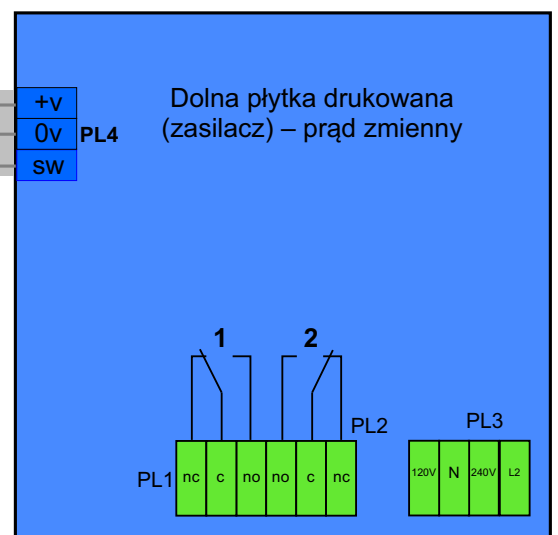 Dolna płytka drukowana
(zasilacz) – prąd zmienny
+v
0v PL4
sw
1 2
PL2
PL1 nc c no no c nc
PL3
120V N 240V L2